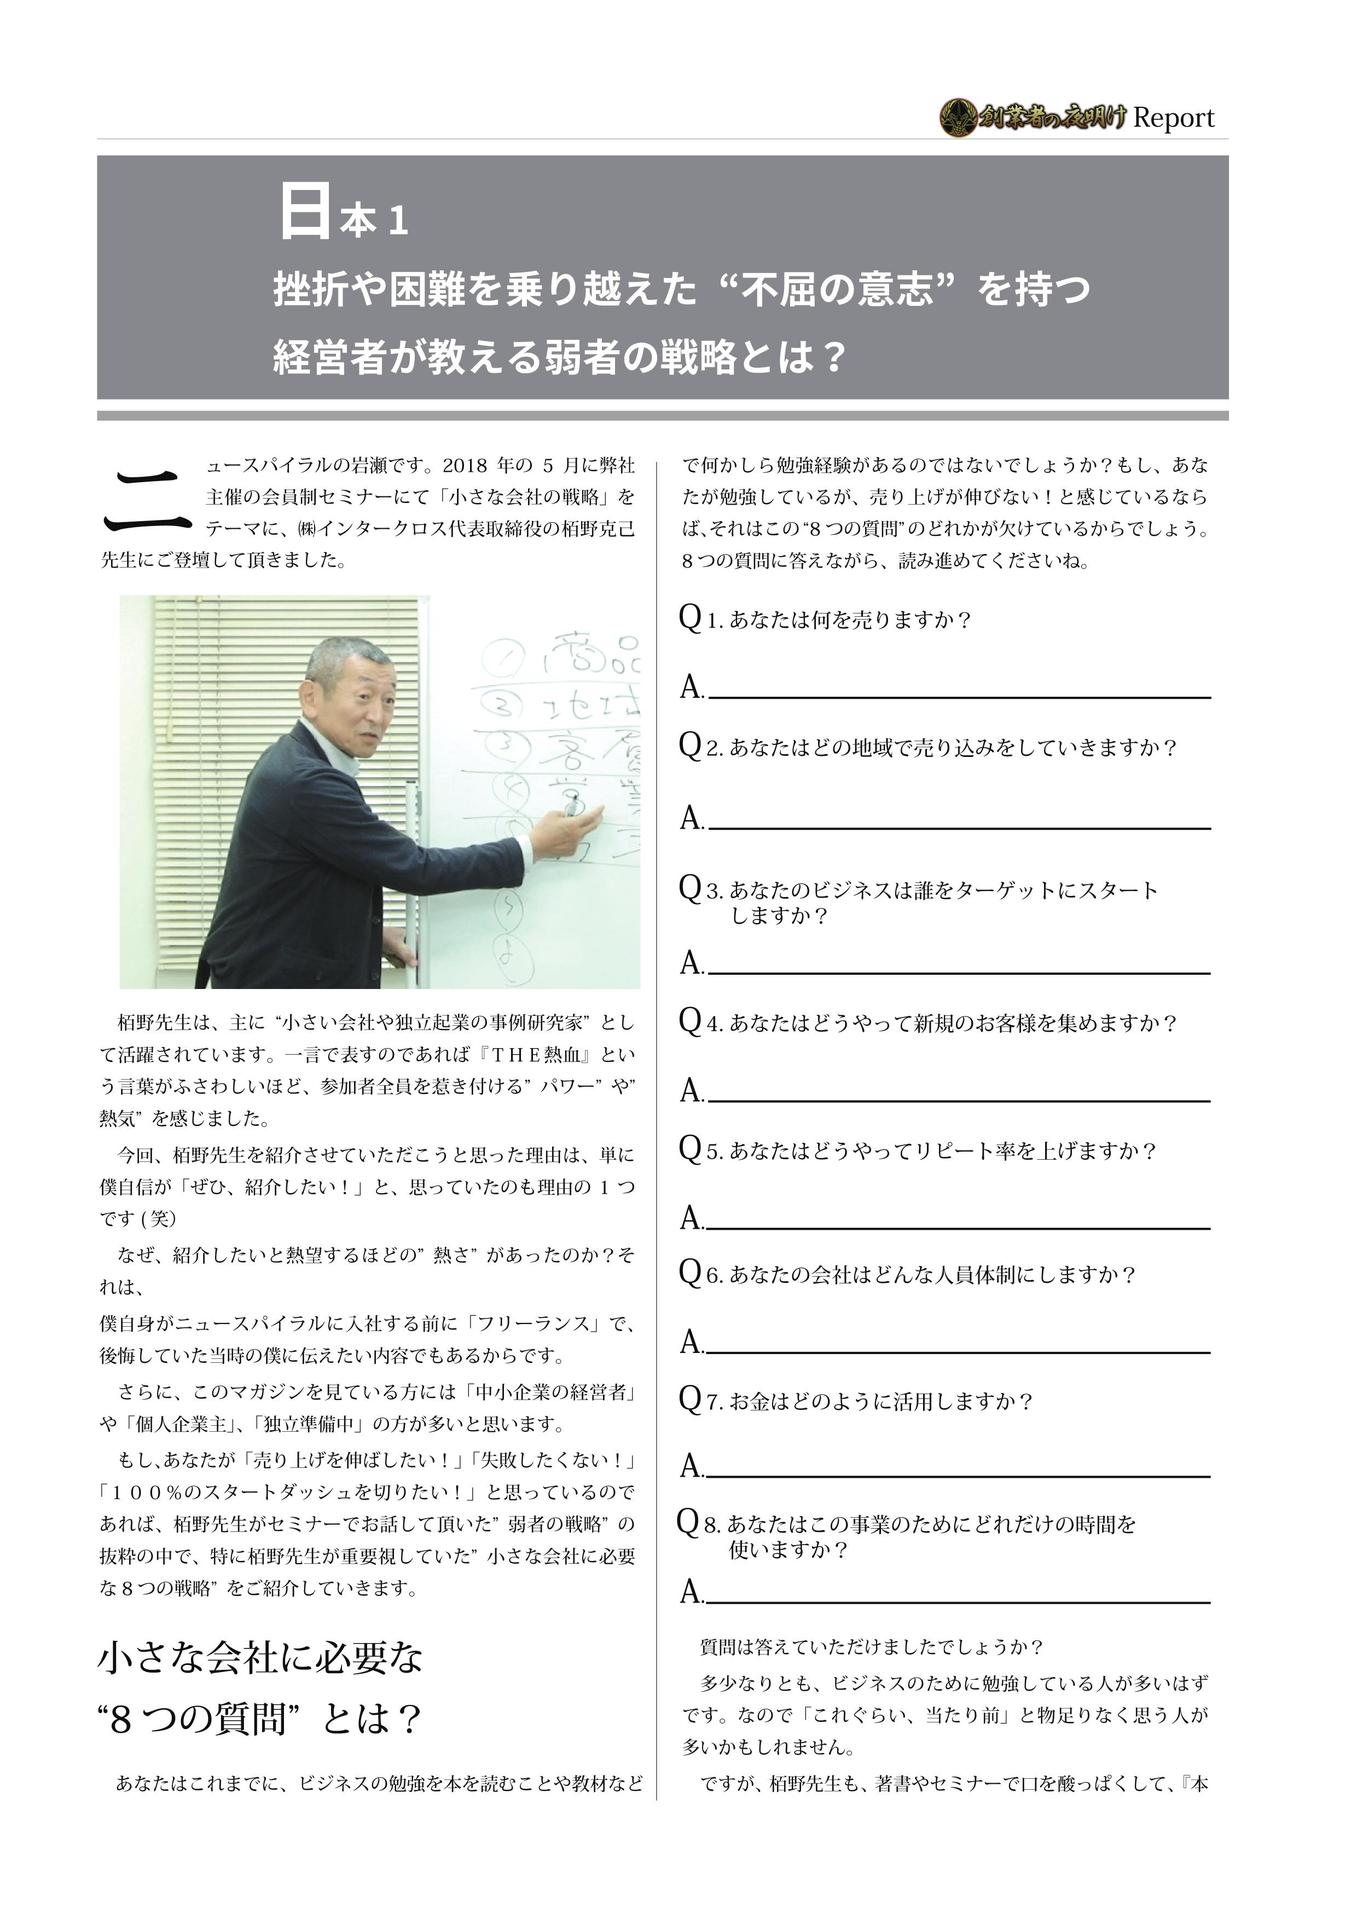 創業者の夜明け Report
日本1
挫折や困難を乗り越えた“不屈の意志”を持つ
経営者が教える弱者の戦略とは？
ニュースパイラルの岩瀬です。2018 年の 5 月に弊社
主催の会員制セミナーにて「小さな会社の戦略」を
テーマに、㈱インタークロス代表取締役の栢野克己
先生にご登壇して頂きました。
① 商品
② 地域
③ 客層
④ 営業
栢野先生は、主に “小さい会社や独立起業の事例研究家” とし
て活躍されています。一言で表すのであれば『ＴＨＥ熱血』とい
う言葉がふさわしいほど、参加者全員を惹き付ける” パワー” や”
熱気” を感じました。
今回、栢野先生を紹介させていただこうと思った理由は、単に
僕自信が「ぜひ、紹介したい！」と、思っていたのも理由の 1 つ
です ( 笑）
なぜ、紹介したいと熱望するほどの” 熱さ” があったのか？そ
れは、
僕自身がニュースパイラルに入社する前に「フリーランス」で、
後悔していた当時の僕に伝えたい内容でもあるからです。
さらに、このマガジンを見ている方には「中小企業の経営者」
や「個人企業主」、「独立準備中」の方が多いと思います。
もし、あなたが「売り上げを伸ばしたい！」「失敗したくない！」
「１００％のスタートダッシュを切りたい！」と思っているので
あれば、栢野先生がセミナーでお話して頂いた” 弱者の戦略” の
抜粋の中で、特に栢野先生が重要視していた” 小さな会社に必要
な 8 つの戦略” をご紹介していきます。
小さな会社に必要な
“8 つの質問” とは？
あなたはこれまでに、ビジネスの勉強を本を読むことや教材など
で何かしら勉強経験があるのではないでしょうか？もし、あな
たが勉強しているが、売り上げが伸びない！と感じているなら
ば、それはこの “8 つの質問” のどれかが欠けているからでしょう。
8 つの質問に答えながら、読み進めてくださいね。
Q 1. あなたは何を売りますか？
A.
Q 2. あなたはどの地域で売り込みをしていきますか？
A.
Q 3. あなたのビジネスは誰をターゲットにスタート
しますか？
A.
Q 4. あなたはどうやって新規のお客様を集めますか？
A.
Q 5. あなたはどうやってリピート率を上げますか？
A.
Q 6. あなたの会社はどんな人員体制にしますか？
A.
Q 7. お金はどのように活用しますか？
A.
Q 8. あなたはこの事業のためにどれだけの時間を
使いますか？
A.
質問は答えていただけましたでしょうか？
多少なりとも、ビジネスのために勉強している人が多いはず
です。なので「これぐらい、当たり前」と物足りなく思う人が
多いかもしれません。
ですが、栢野先生も、著書やセミナーで口を酸っぱくして、『本